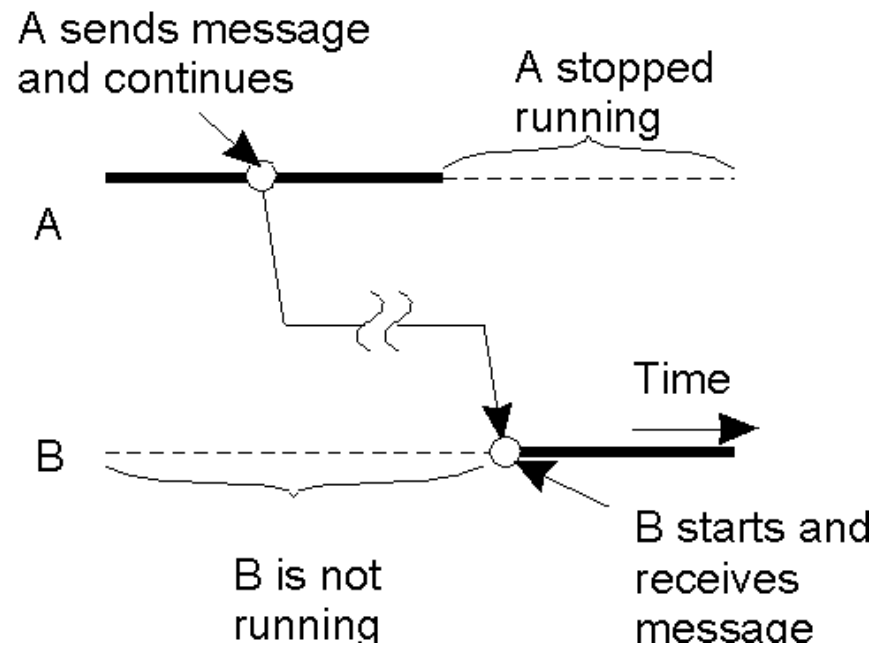 A sends message
and continues
A stopped
running
A
Time
B
B starts and
receives
message
B is not
running